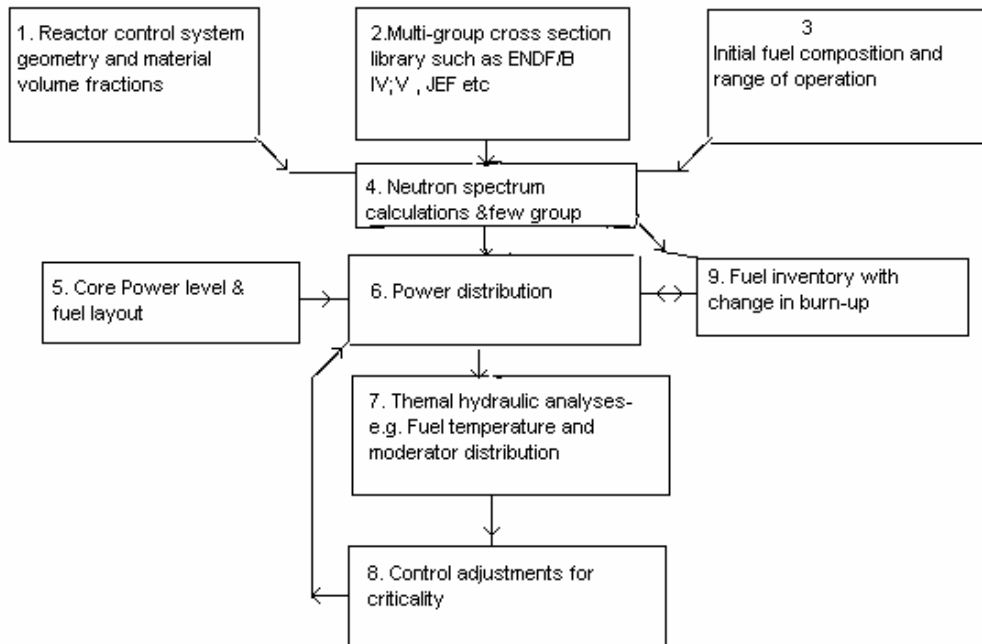 1. Reactor control system
geometry and material
volume fractions
2.Multi-group cross section
library such as ENDF/B
IV;V , JEF etc
3
Initial fuel composition and
range of operation
4. Neutron spectrum
calculations &few group
5. Core Power level &
fuel layout
6. Power distribution
9. Fuel inventory with
change in burn-up
7. Themal hydraulic analyses-
e.g. Fuel temperature and
moderator distribution
8. Control adjustments for
criticality